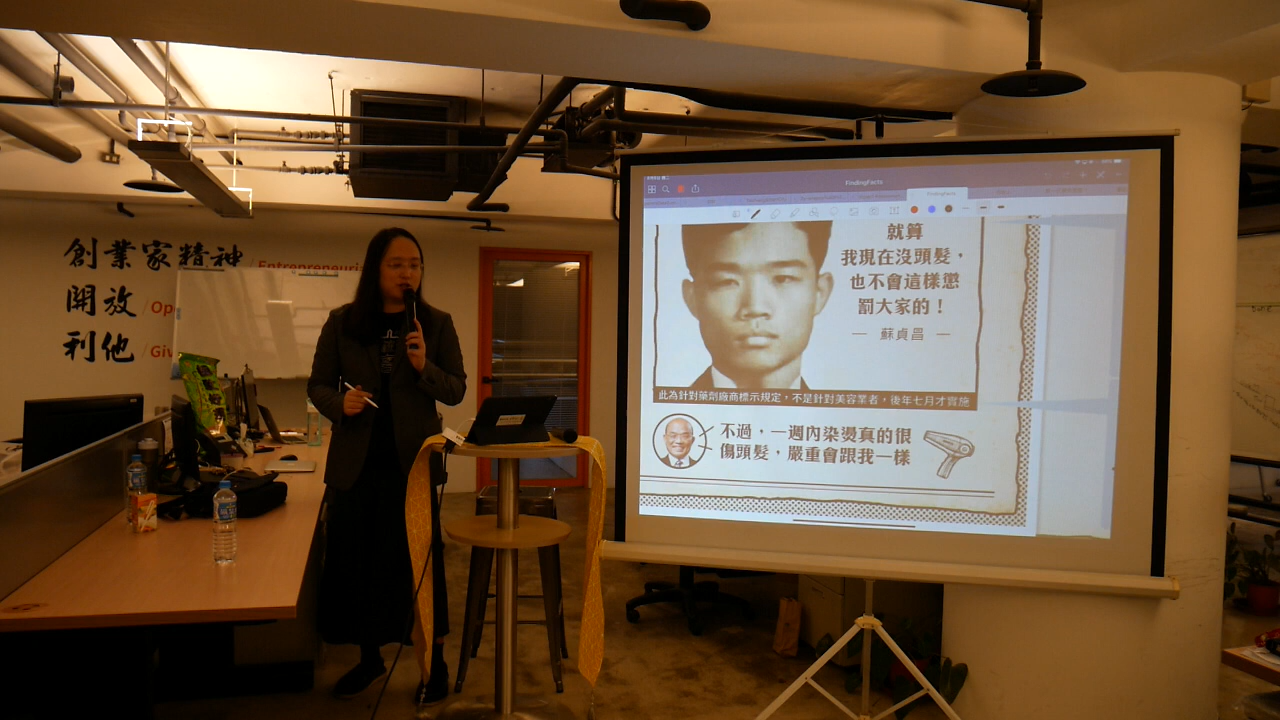 創業家精神 / Entrepreneuri
開放 / Op
利他 / Giv
FindingFacts
FindingFacts
就算
我現在沒頭髮，
也不會這樣懲
罰大家的！
— 蘇貞昌 —
此為針對藥劑廠商標示規定，不是針對美容業者，後年七月才實施
不過，一週內染燙真的很
傷頭髮，嚴重會跟我一樣